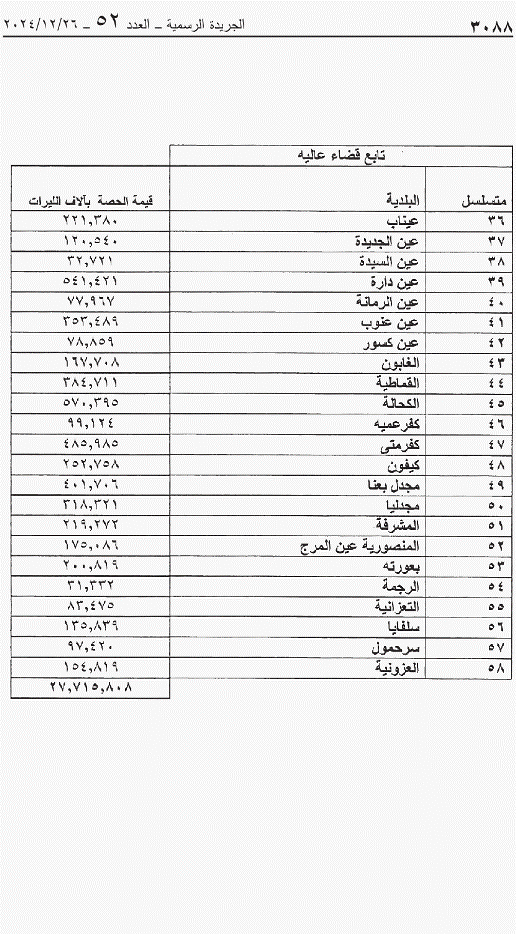 ٣٠٨٨ الجريدة الرسمية ــ العدد ٥٢ ــ ٢٠٢٤/١٢/٢٦
تابع قضاء عاليه
متسلسل البلدية قيمة الحصة بآلاف الليرات
٣٦ عيناب ٢٢١,٣٨٠
٣٧ عين الجديدة ١٢٠,٥٤٠
٣٨ عين السيدة ٣٢,٧٢١
٣٩ عين دارة ٥٤١,٤٢١
٤٠ عين الرمانة ٧٧,٩٦٧
٤١ عين عنوب ٣٥٣,٤٨٩
٤٢ عين كسور ٧٨,٨٥٩
٤٣ الغابون ١٦٧,٧٠٨
٤٤ القماطية ٣٨٤,٧١١
٤٥ الكحالة ٥٧٠,٣٩٥
٤٦ كفرعميه ٩٩,١٢٤
٤٧ كفرمتى ٤٨٥,٩٨٥
٤٨ كيفون ٢٥٢,٧٥٨
٤٩ مجدل بعنا ٤٠١,٧٠٦
٥٠ مجدليا ٣١٨,٣٢١
٥١ المشرفة ٢١٩,٢٧٢
٥٢ المنصورية عين المرج ١٧٥,٠٨٦
٥٣ بعورته ٢٠٠,٨١٩
٥٤ الرجمة ٣١,٣٣٢
٥٥ التعزانية ٨٣,٤٧٥
٥٦ سلفايا ١٣٥,٨٣٩
٥٧ سرحمول ٩٧,٤٢٠
٥٨ العزونية ١٥٤,٨١٩
٢٧,٧١٥,٨٠٨